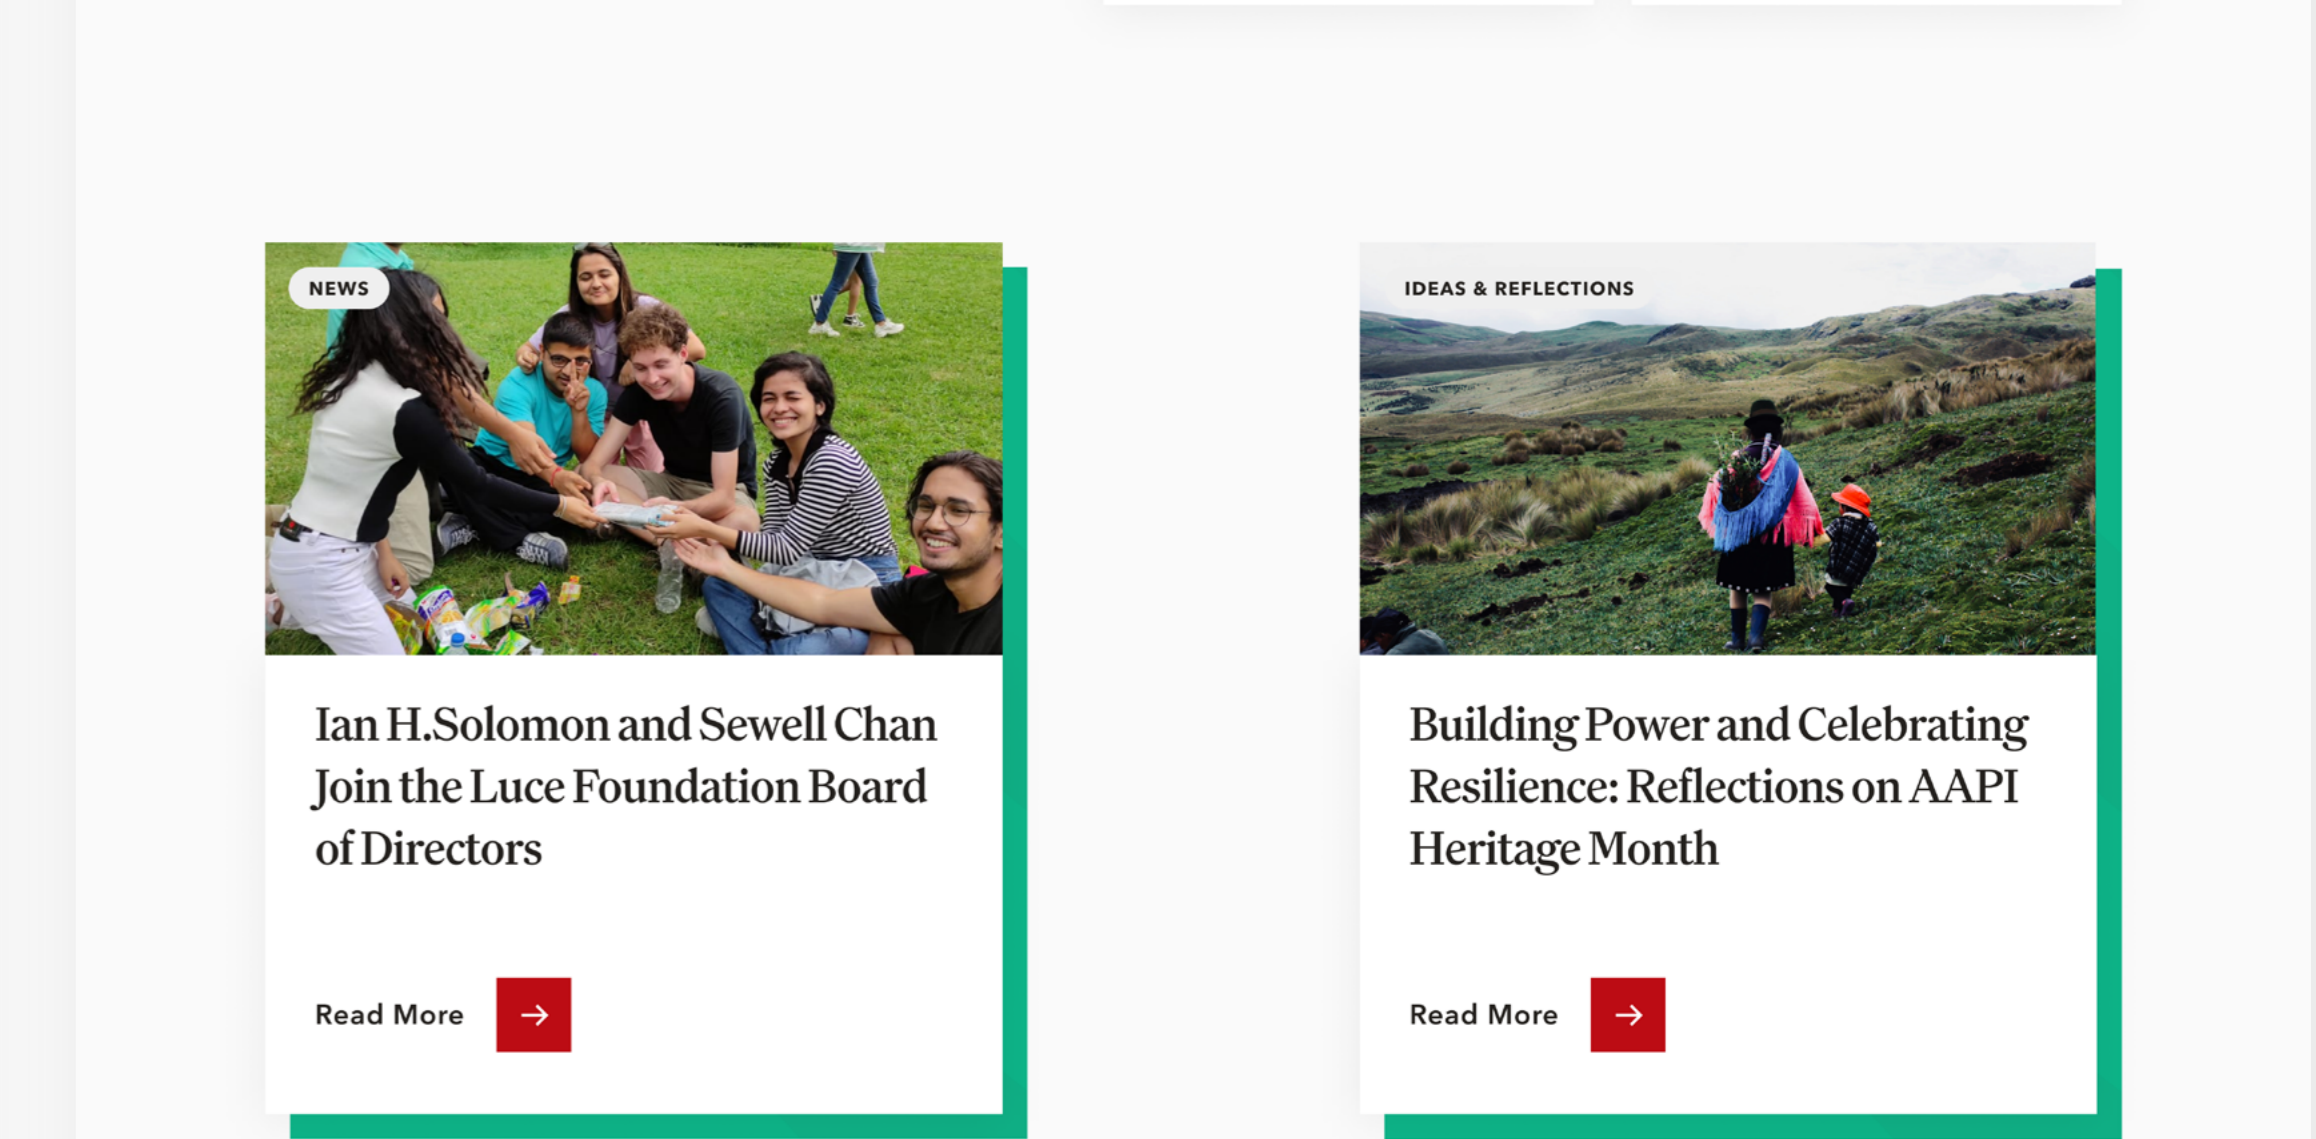 NEWS
Ian H.Solomon and Sewell Chan
Join the Luce Foundation Board
of Directors
Read More
IDEAS & REFLECTIONS
Building Power and Celebrating
Resilience: Reflections on AAPI
Heritage Month
Read More